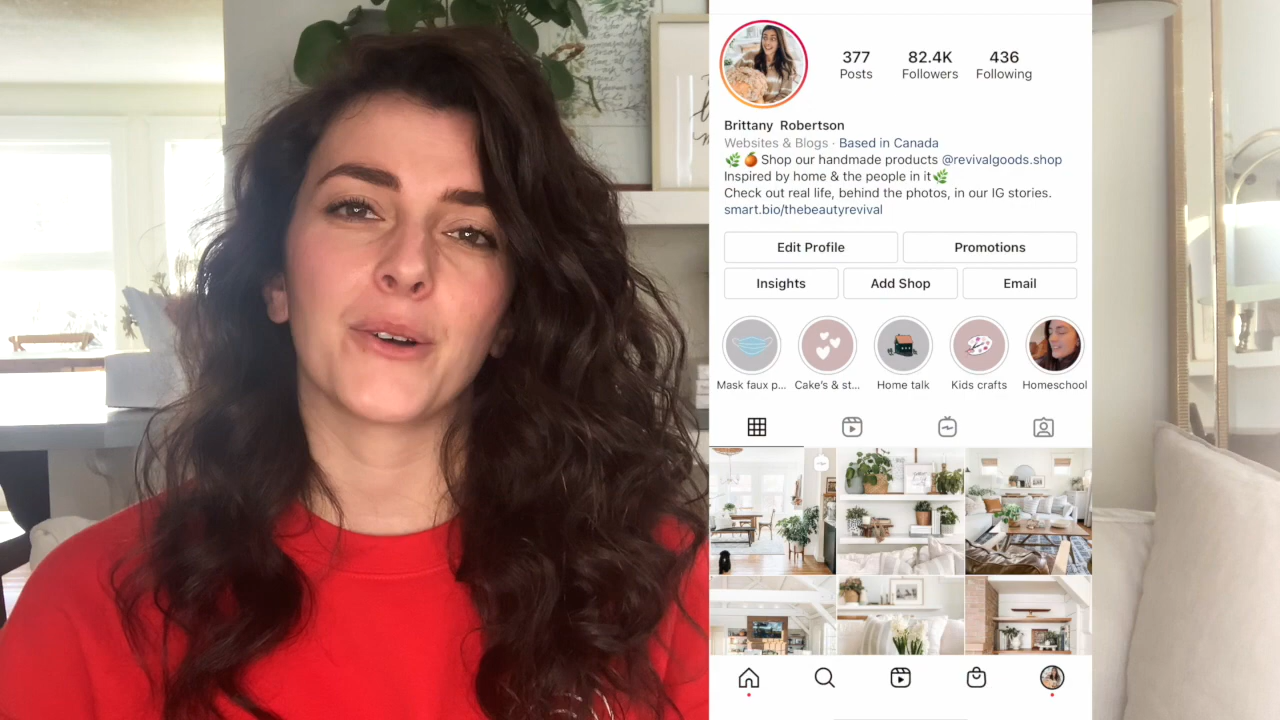 377 82.4K 436
Posts Followers Following
Brittany Robertson
Websites & Blogs · Based in Canada
🌿 🍊 Shop our handmade products @revivalgoods.shop
Inspired by home & the people in it🌿
Check out real life, behind the photos, in our IG stories.
smart.bio/thebeautyrevival
Edit Profile Promotions
Insights Add Shop Email
Mask faux p... Cake's & st... Home talk Kids crafts Homeschool